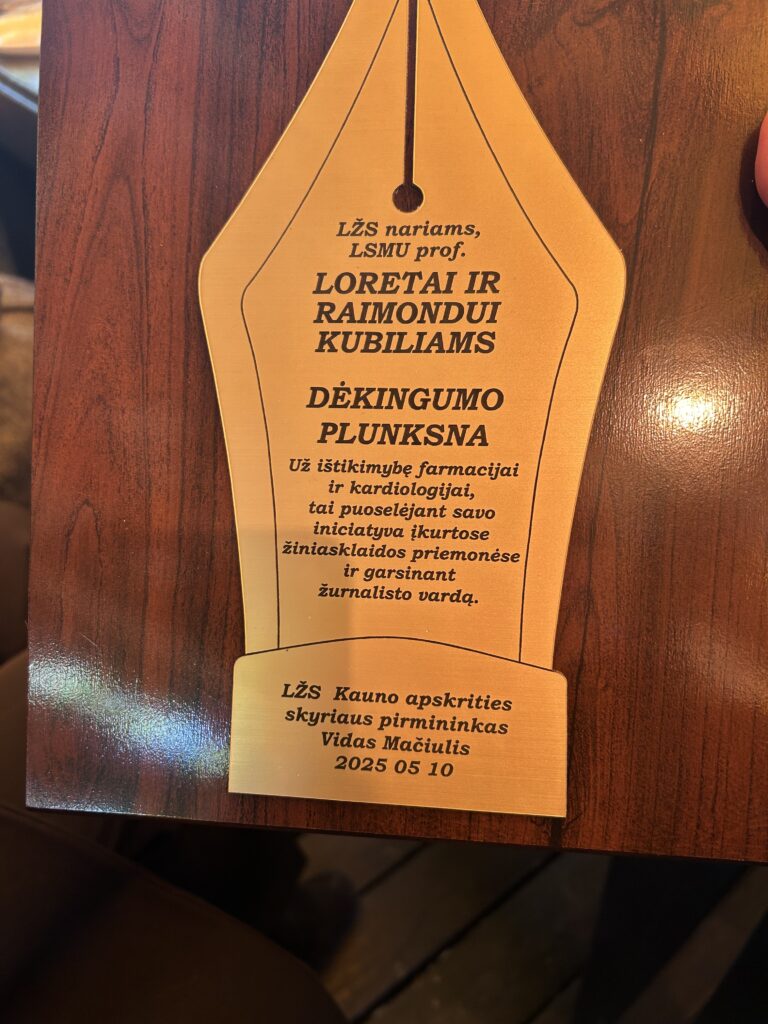 LŽS nariams,
LSMU prof.
LORETAI IR
RAIMONDUI
KUBILIAMS
DĖKINGUMO
PLUNKSNA
Už ištikimybę farmacijai
ir kardiologijai,
tai puoselėjant savo
iniciatyva įkurtose
žiniasklaidos priemonėse
ir garsinant
žurnalisto vardą.
LŽS Kauno apskrities
skyriaus pirmininkas
Vidas Mačiulis
2025 05 10